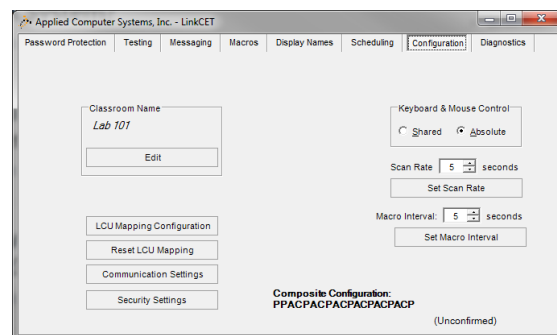 Applied Computer Systems, Inc. - LinkCET
Password Protection Testing Messaging Macros Display Names Scheduling Configuration Diagnostics
Classroom Name
Lab 101
Edit
Keyboard & Mouse Control
Shared Absolute
Scan Rate 5 seconds
Set Scan Rate
Macro Interval: 5 seconds
Set Macro Interval
LCU Mapping Configuration
Reset LCU Mapping
Communication Settings
Security Settings
Composite Configuration:
PPACPACPACPACPACPACP
(Unconfirmed)